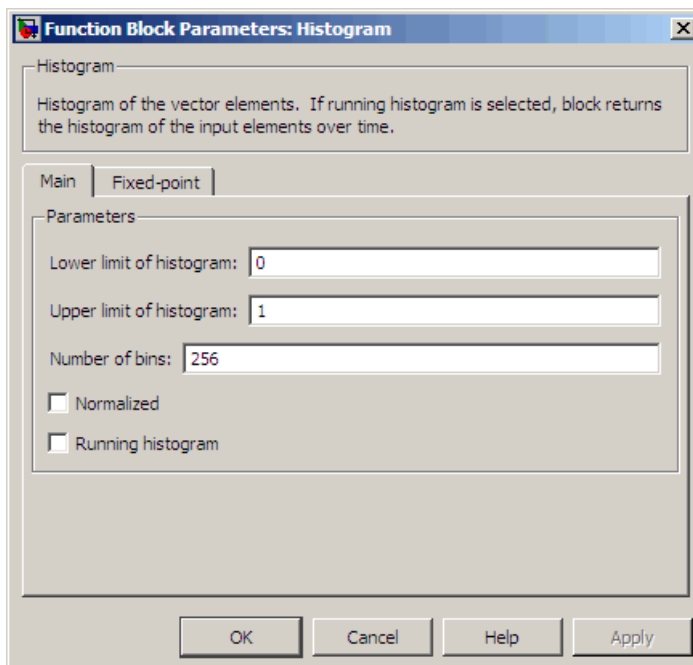 Function Block Parameters: Histogram
Histogram
Histogram of the vector elements. If running histogram is selected, block returns
the histogram of the input elements over time.
Main Fixed-point
Parameters
Lower limit of histogram: 0
Upper limit of histogram: 1
Number of bins: 256
Normalized
Running histogram
OK Cancel Help Apply